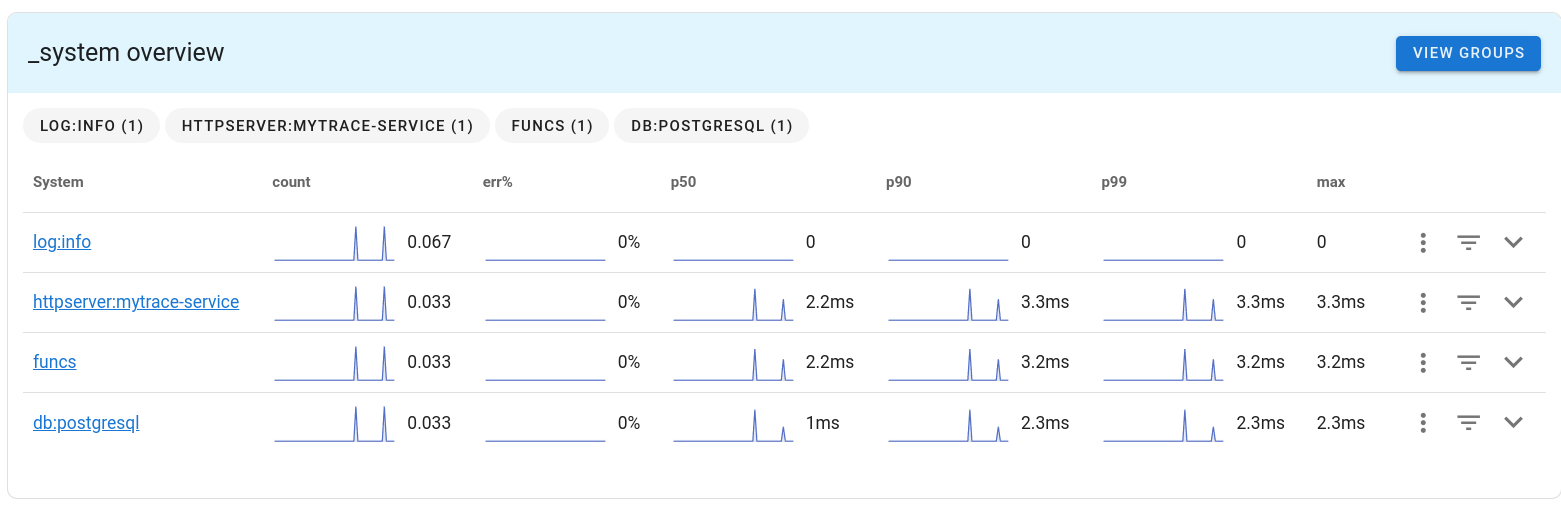 _system overview
VIEW GROUPS
LOG:INFO (1) HTTPSERVER:MYTRACE-SERVICE (1) FUNCS (1) DB:POSTGRESQL (1)
System count err% p50 p90 p99 max
log:info 0.067 0% 0 0 0 0
httpserver:mytrace-service 0.033 0% 2.2ms 3.3ms 3.3ms 3.3ms
funcs 0.033 0% 2.2ms 3.2ms 3.2ms 3.2ms
db:postgresql 0.033 0% 1ms 2.3ms 2.3ms 2.3ms